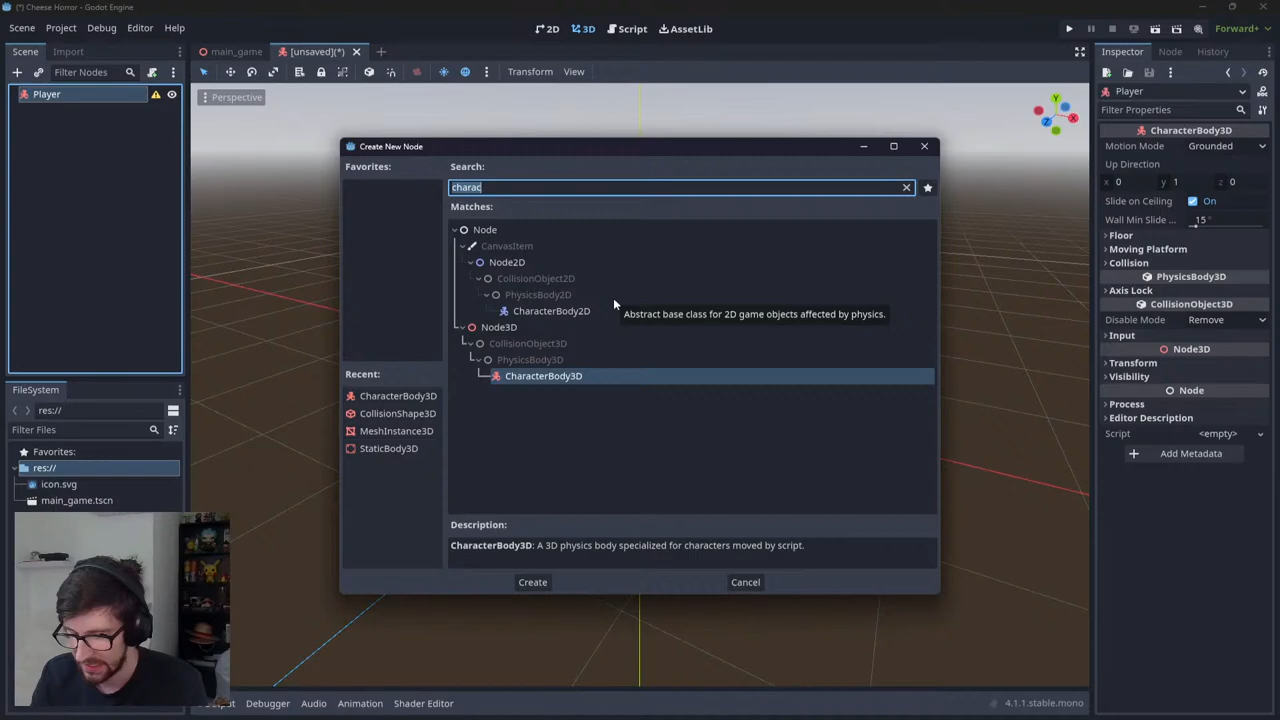 (*) Cheese Horror - Godot Engine
Scene Project Debug Editor Help
2D 3D Script AssetLib
Forward+
Scene Import
main_game [unsaved](*)
Inspector Node History
Filter Nodes
Transform View
Player
Perspective
Y
X
Z
Player
Filter Properties
CharacterBody3D
Motion Mode Grounded
Up Direction
x 0 y 1 z 0
Slide on Ceiling On
Wall Min Slide ... 15 °
Floor
Moving Platform
Collision
PhysicsBody3D
Axis Lock
CollisionObject3D
Disable Mode Remove
Input
Node3D
Transform
Visibility
Node
Process
Editor Description
Script <empty>
Add Metadata
Create New Node
Favorites:
Search:
charac
Matches:
Node
CanvasItem
Node2D
CollisionObject2D
PhysicsBody2D
CharacterBody2D
Abstract base class for 2D game objects affected by physics.
Node3D
CollisionObject3D
PhysicsBody3D
CharacterBody3D
Recent:
CharacterBody3D
CollisionShape3D
MeshInstance3D
StaticBody3D
Description:
CharacterBody3D: A 3D physics body specialized for characters moved by script.
Create Cancel
FileSystem
res://
Filter Files
Favorites:
res://
icon.svg
main_game.tscn
Debugger Audio Animation Shader Editor
4.1.1.stable.mono